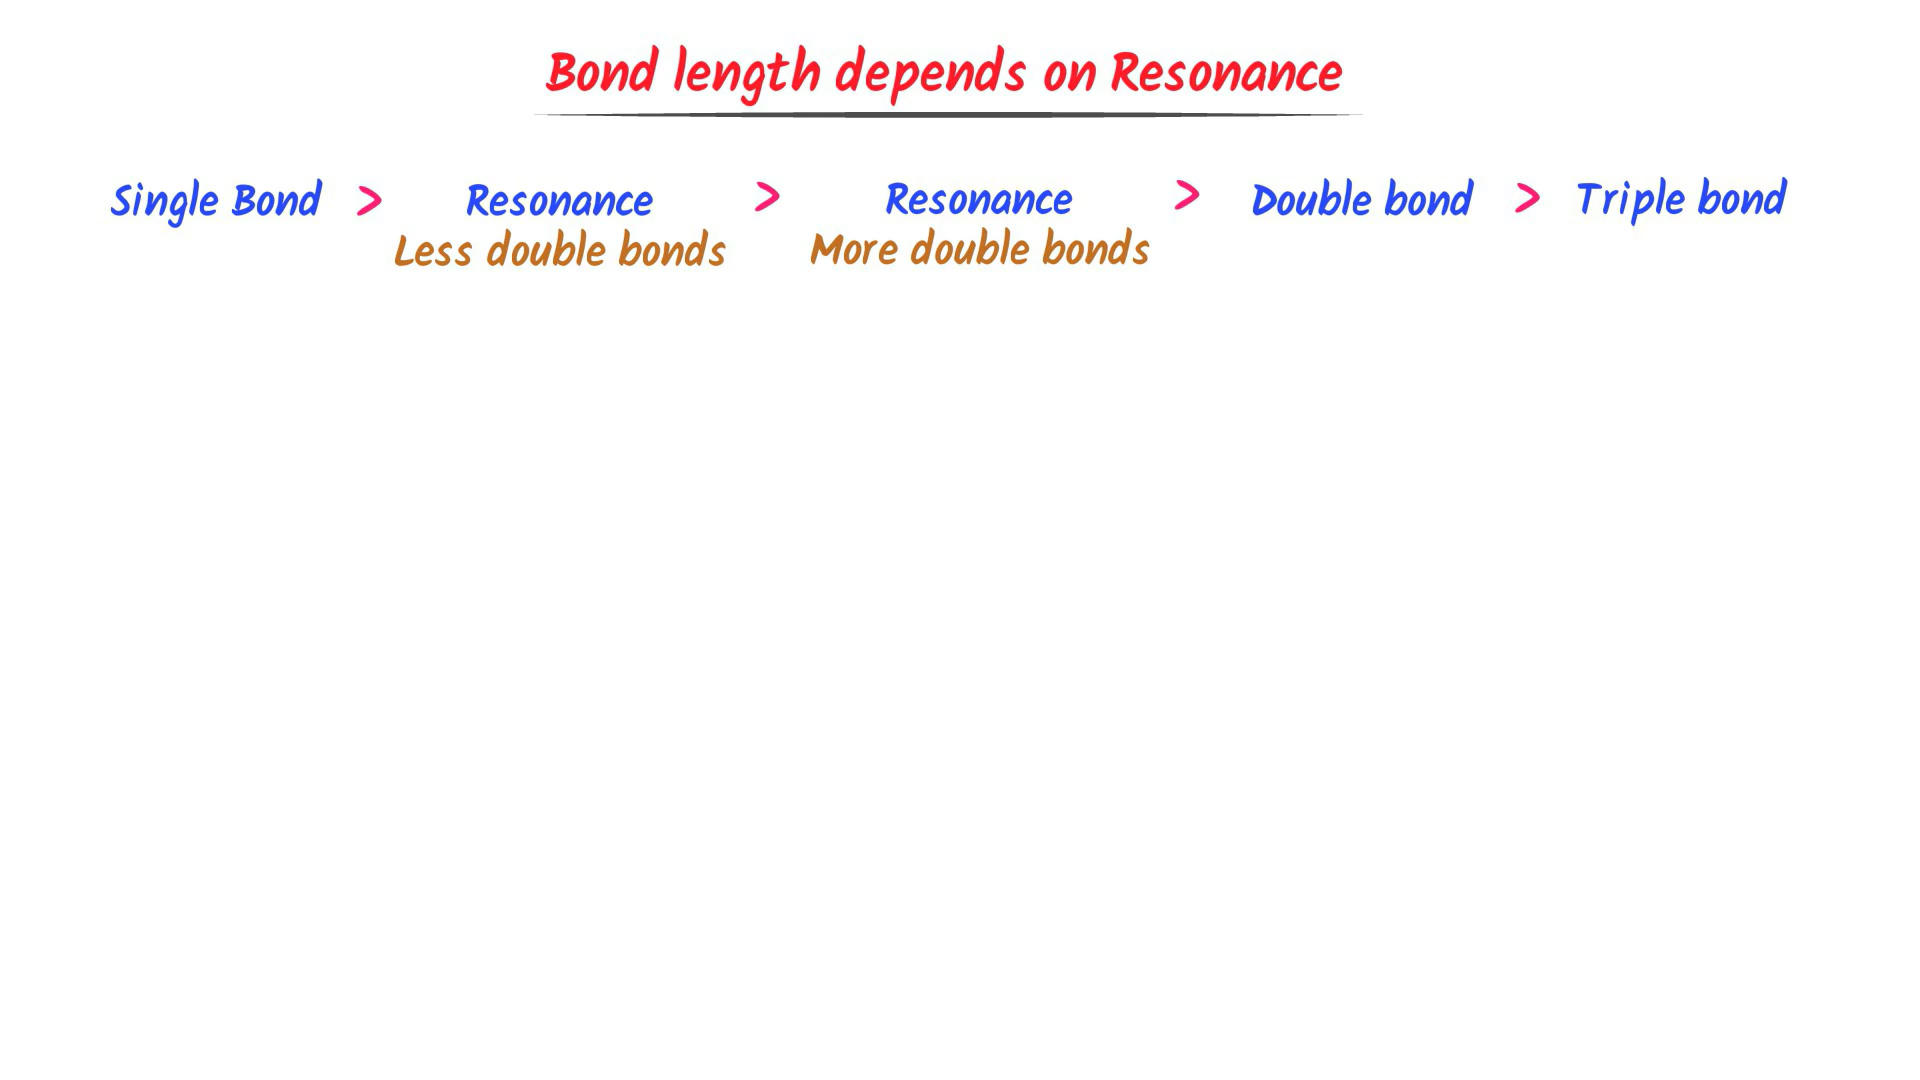 Bond length depends on Resonance
Single Bond > Resonance > Resonance > Double bond > Triple bond
Less double bonds More double bonds